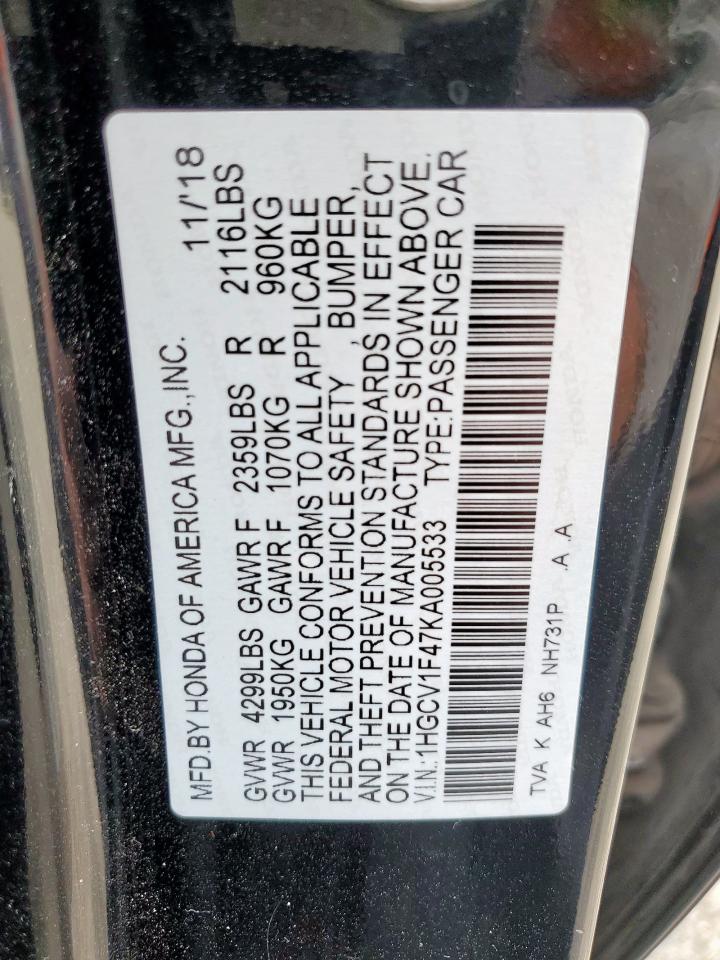 MFD.BY HONDA OF AMERICA MFG.,INC. 11/'18
GVWR 4299LBS GAWR F 2359LBS R 2116LBS
GVWR 1950KG GAWR F 1070KG R 960KG
THIS VEHICLE CONFORMS TO ALL APPLICABLE
FEDERAL MOTOR VEHICLE SAFETY , BUMPER,
AND THEFT PREVENTION STANDARDS IN EFFECT
ON THE DATE OF MANUFACTURE SHOWN ABOVE.
V.I.N.:1HGCV1F47KA005533 TYPE:PASSENGER CAR
TVA K AH6 NH731P .A .A